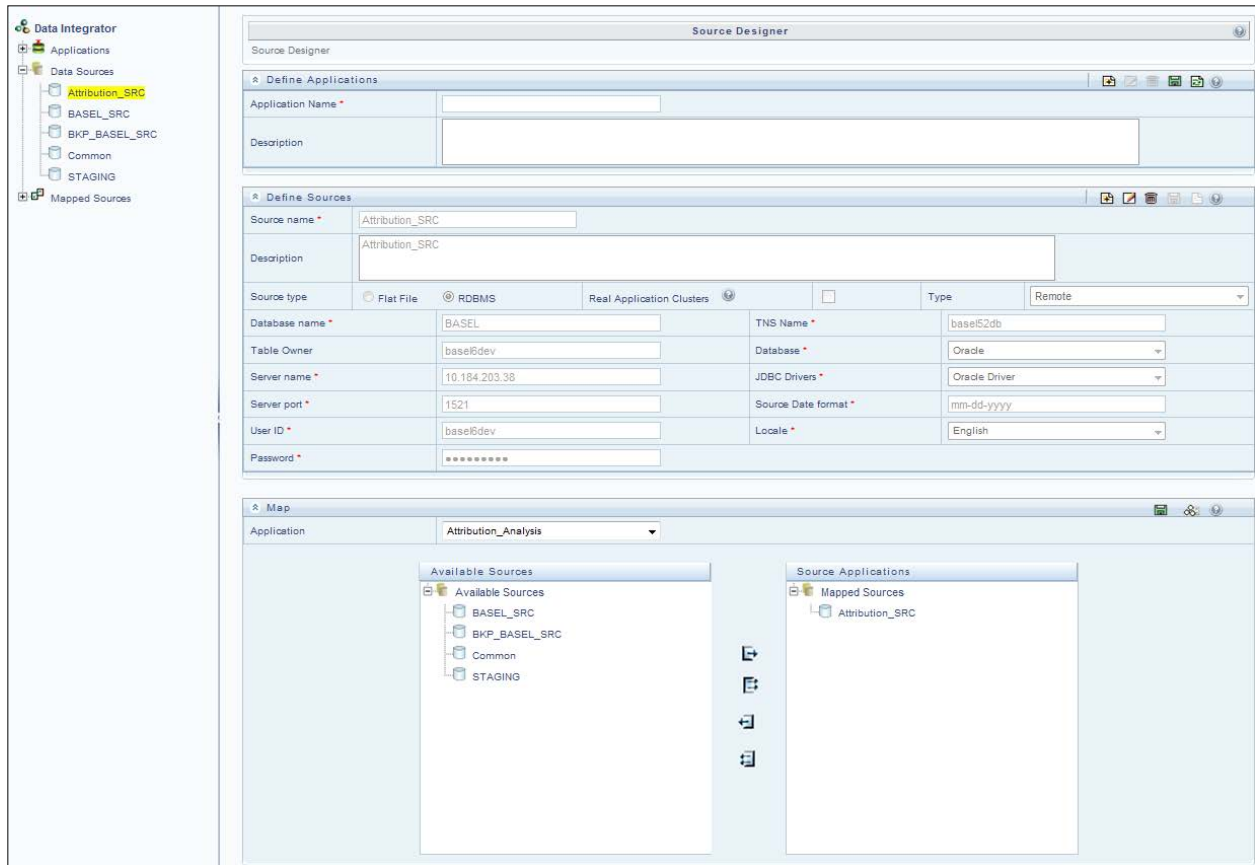 Data Integrator
Applications
Data Sources
Attribution_SRC
BASEL_SRC
BKP_BASEL_SRC
Common
STAGING
Mapped Sources
Source Designer
Source Designer
Define Applications
Application Name *
Description
Define Sources
Source name * Attribution_SRC
Description Attribution_SRC
Source type Flat File RDBMS Real Application Clusters Type Remote
Database name * BASEL TNS Name * basel52db
Table Owner basel6dev Database * Oracle
Server name * 10.184.203.38 JDBC Drivers * Oracle Driver
Server port * 1521 Source Date format * mm-dd-yyyy
User ID * basel6dev Locale * English
Password * •••••••••
Map
Application Attribution_Analysis
Available Sources
Available Sources
BASEL_SRC
BKP_BASEL_SRC
Common
STAGING
Source Applications
Mapped Sources
Attribution_SRC